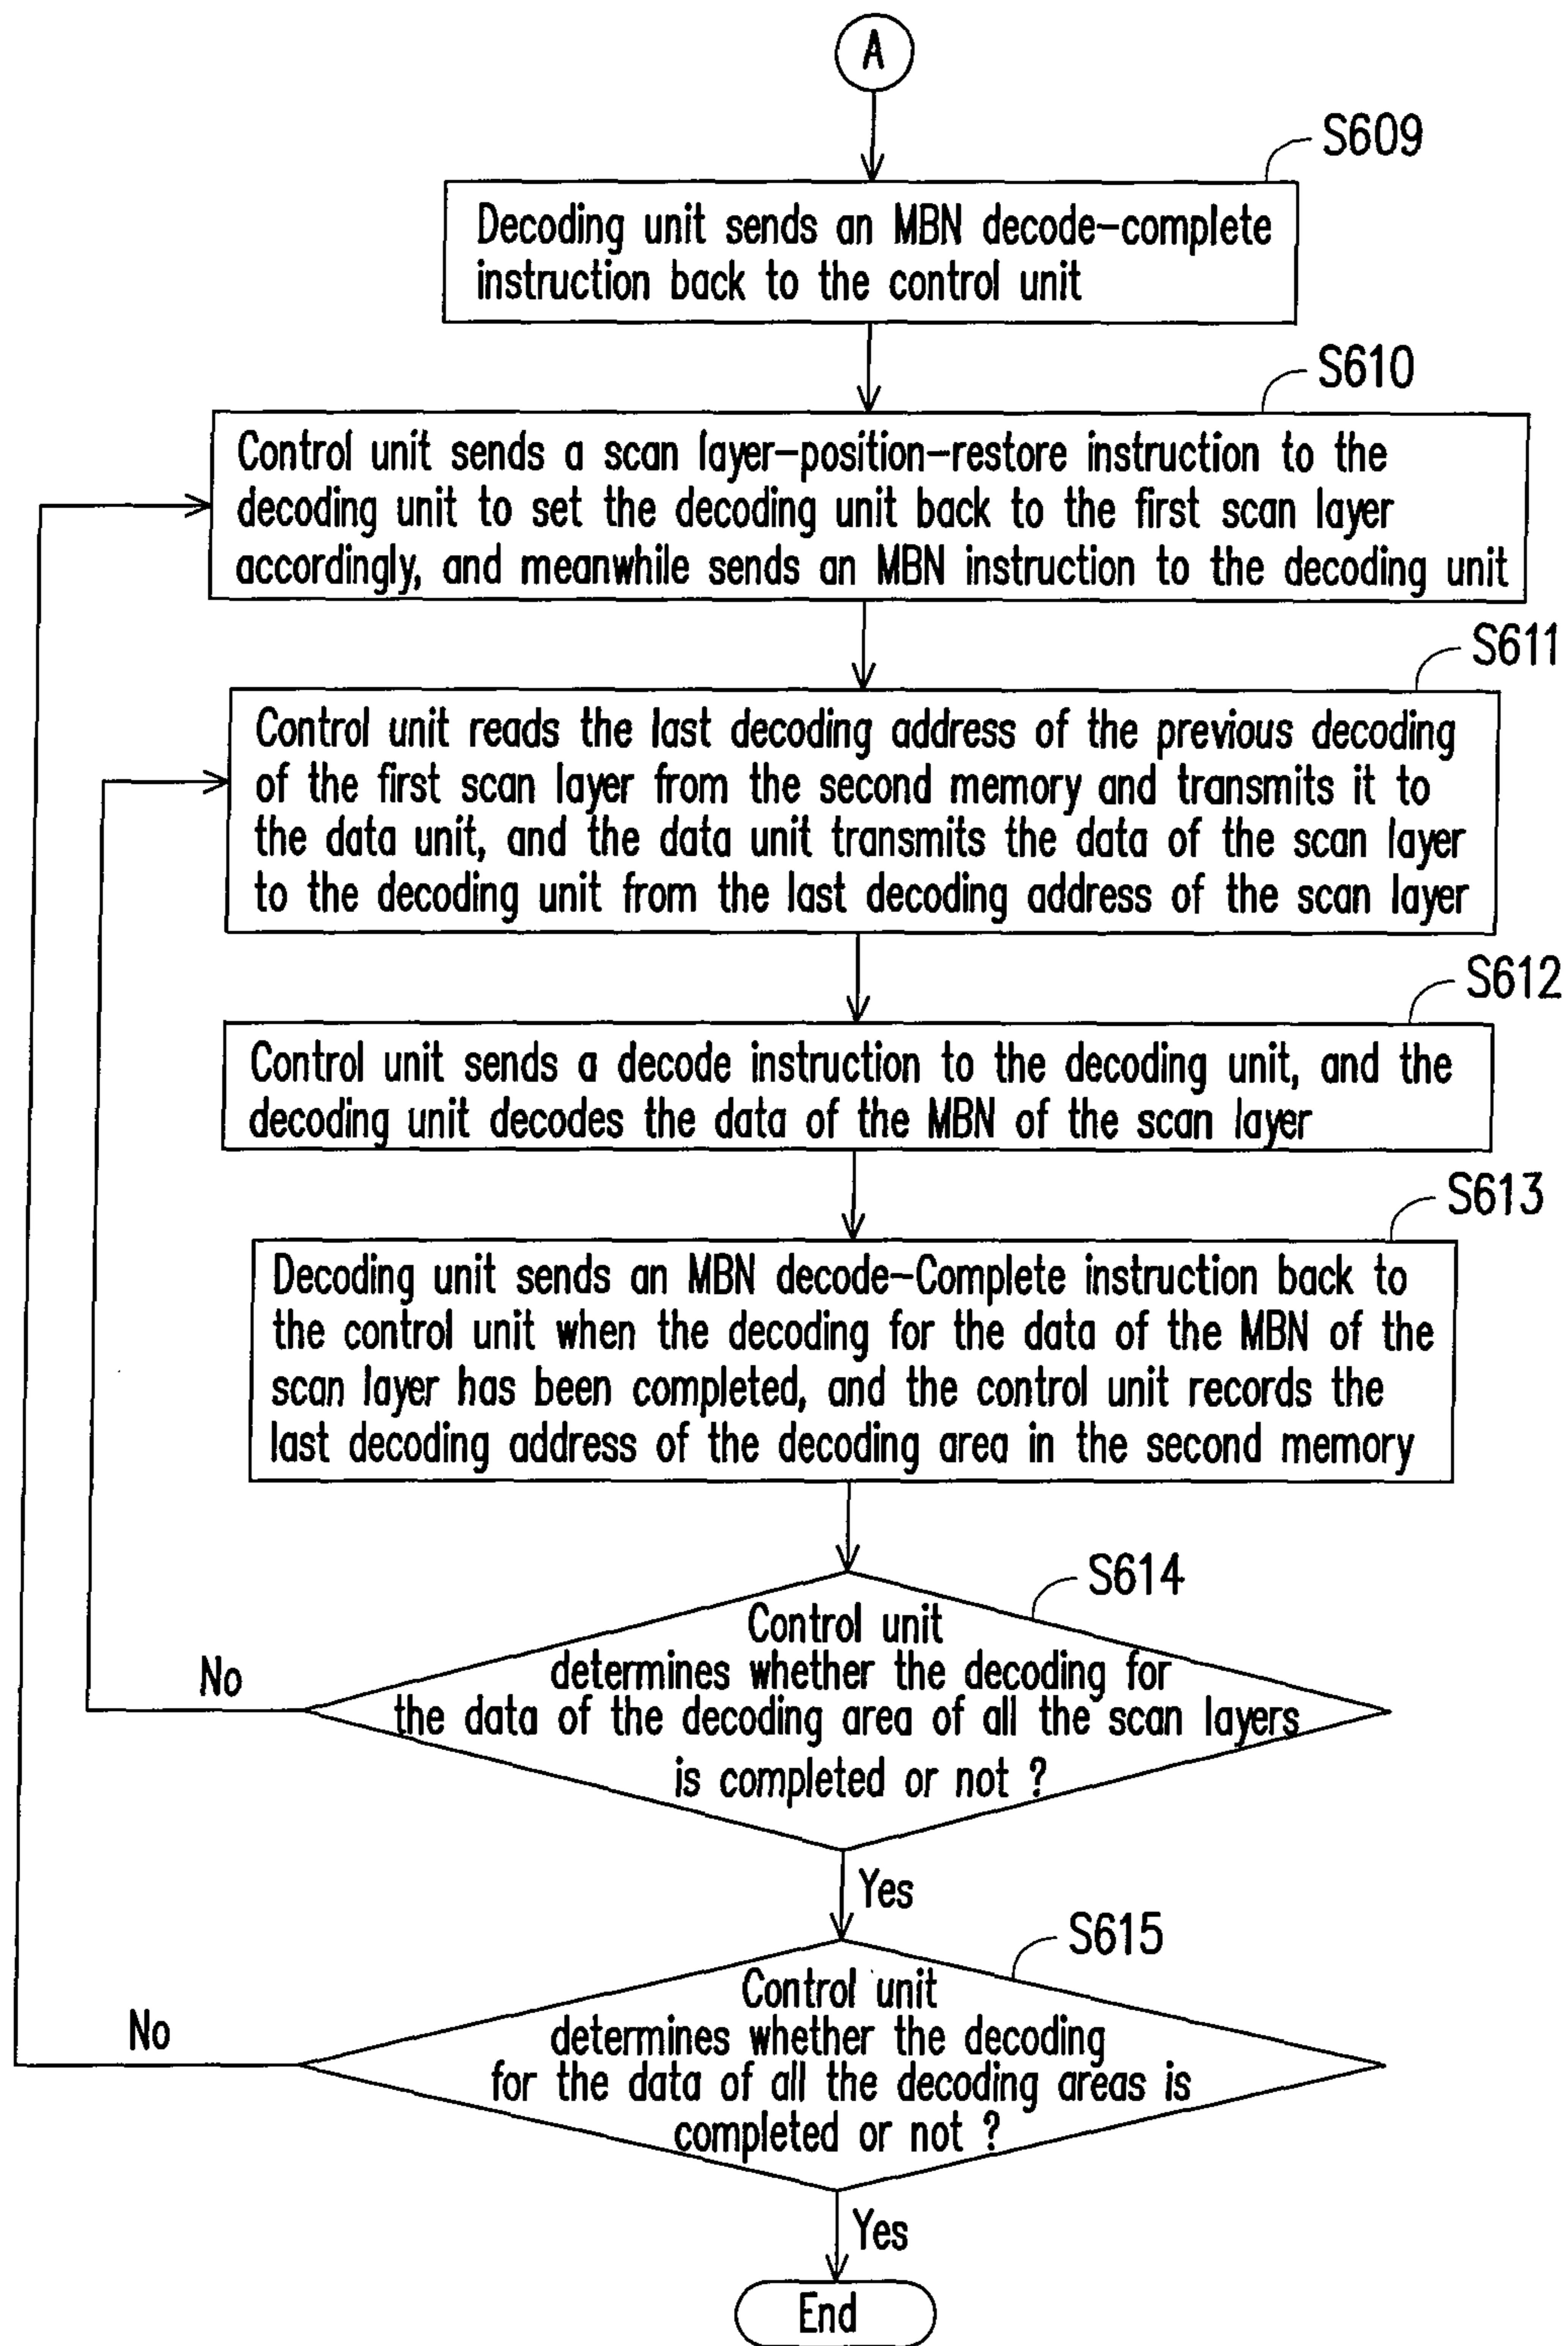 A
S609
Decoding unit sends an MBN decode-complete
instruction back to the control unit
S610
Control unit sends a scan layer-position-restore instruction to the
decoding unit to set the decoding unit back to the first scan layer
accordingly, and meanwhile sends an MBN instruction to the decoding unit
S611
Control unit reads the last decoding address of the previous decoding
of the first scan layer from the second memory and transmits it to
the data unit, and the data unit transmits the data of the scan layer
to the decoding unit from the last decoding address of the scan layer
S612
Control unit sends a decode instruction to the decoding unit, and the
decoding unit decodes the data of the MBN of the scan layer
S613
Decoding unit sends an MBN decode-Complete instruction back to
the control unit when the decoding for the data of the MBN of the
scan layer has been completed, and the control unit records the
last decoding address of the decoding area in the second memory
S614
Control unit
determines whether the decoding for
the data of the decoding area of all the scan layers
is completed or not ?
No
Yes
S615
Control unit
determines whether the decoding
for the data of all the decoding areas is
completed or not ?
No
Yes
End